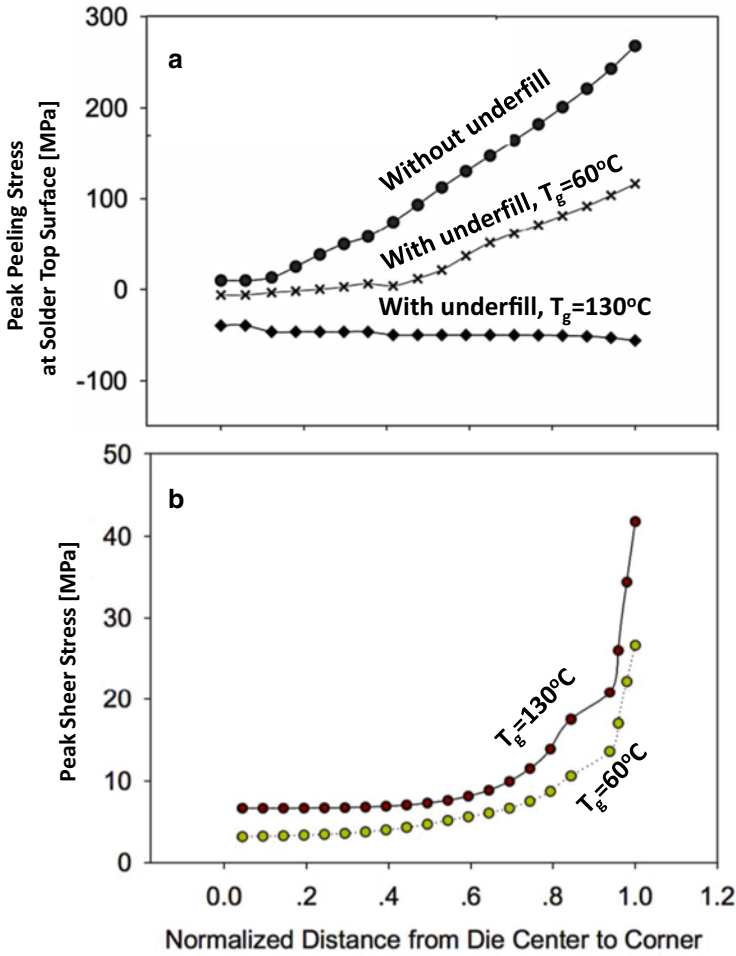 300
200
100
0
-100
Peak Peeling Stress
at Solder Top Surface [MPa]
a
Without underfill
With underfill, Tg=60oC
With underfill, Tg=130oC
50
40
30
20
10
0
Peak Sheer Stress [MPa]
b
Tg=130oC
Tg=60oC
0.0 .2 .4 .6 .8 1.0 1.2
Normalized Distance from Die Center to Corner